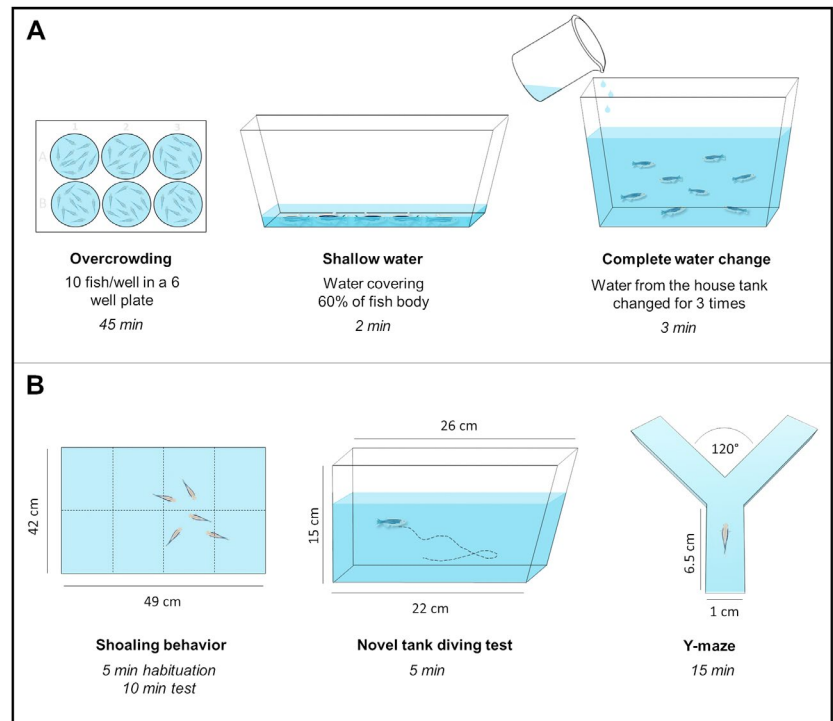 A
1 2 3
A
B
Overcrowding
10 fish/well in a 6
well plate
45 min
Shallow water
Water covering
60% of fish body
2 min
Complete water change
Water from the house tank
changed for 3 times
3 min
B
42 cm
49 cm
Shoaling behavior
5 min habituation
10 min test
26 cm
15 cm
22 cm
Novel tank diving test
5 min
120°
6.5 cm
1 cm
Y-maze
15 min